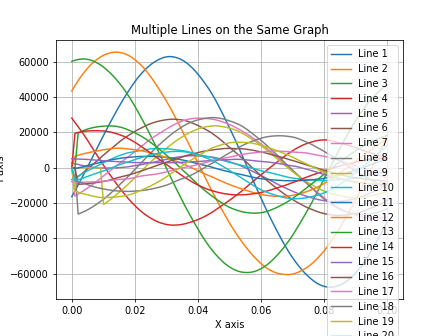 Multiple Lines on the Same Graph
60000
40000
20000
0
-20000
-40000
-60000
0.00
0.02
0.04
0.06
0.08
X axis
Line 1
Line 2
Line 3
Line 4
Line 5
Line 6
Line 7
Line 8
Line 9
Line 10
Line 11
Line 12
Line 13
Line 14
Line 15
Line 16
Line 17
Line 18
Line 19